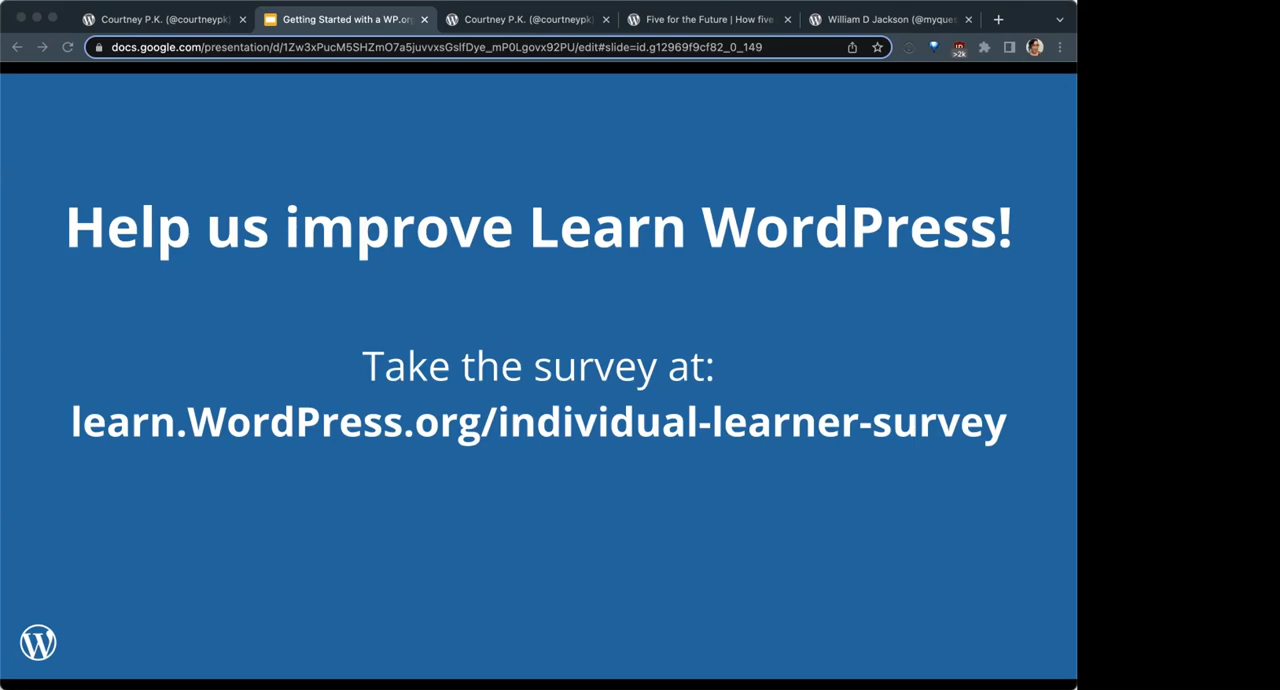 Courtney P.K. (@courtneypk)
Getting Started with a WP.org
Courtney P.K. (@courtneypk)
Five for the Future | How five
William D Jackson (@myques
docs.google.com/presentation/d/1Zw3xPucM5SHZmO7a5juvvxsGslfDye_mP0Lgovx92PU/edit#slide=id.g12969f9cf82_0_149
>2k
Help us improve Learn WordPress!
Take the survey at:
learn.WordPress.org/individual-learner-survey